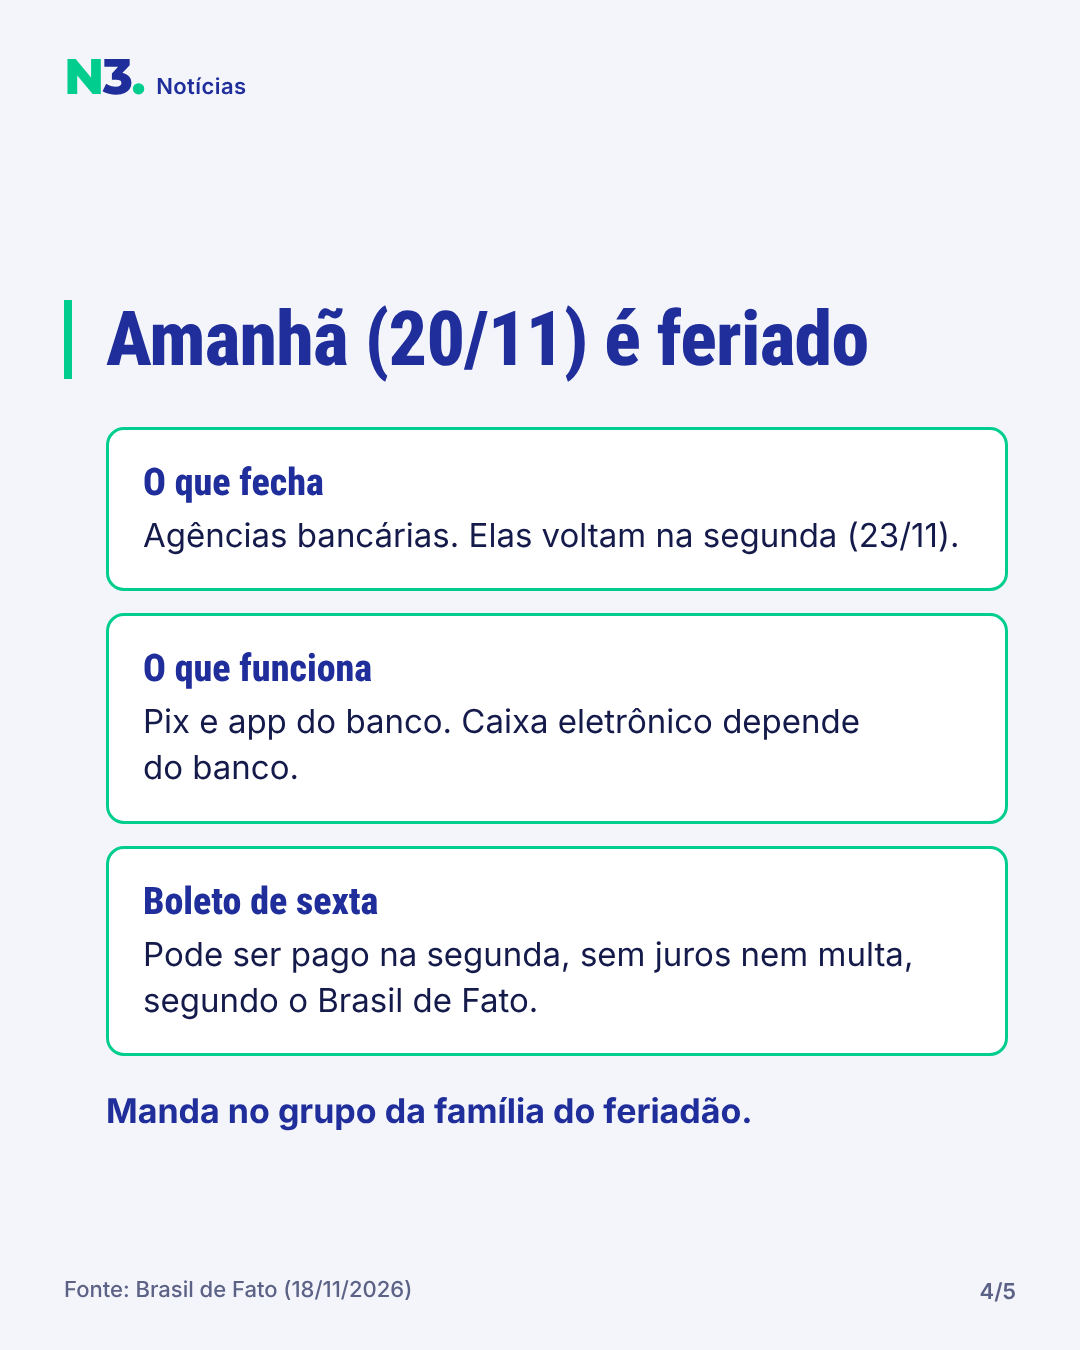 N3. Notícias
Amanhã (20/11) é feriado
O que fecha
Agências bancárias. Elas voltam na segunda (23/11).
O que funciona
Pix e app do banco. Caixa eletrônico depende
do banco.
Boleto de sexta
Pode ser pago na segunda, sem juros nem multa,
segundo o Brasil de Fato.
Manda no grupo da família do feriadão.
Fonte: Brasil de Fato (18/11/2026)
4/5